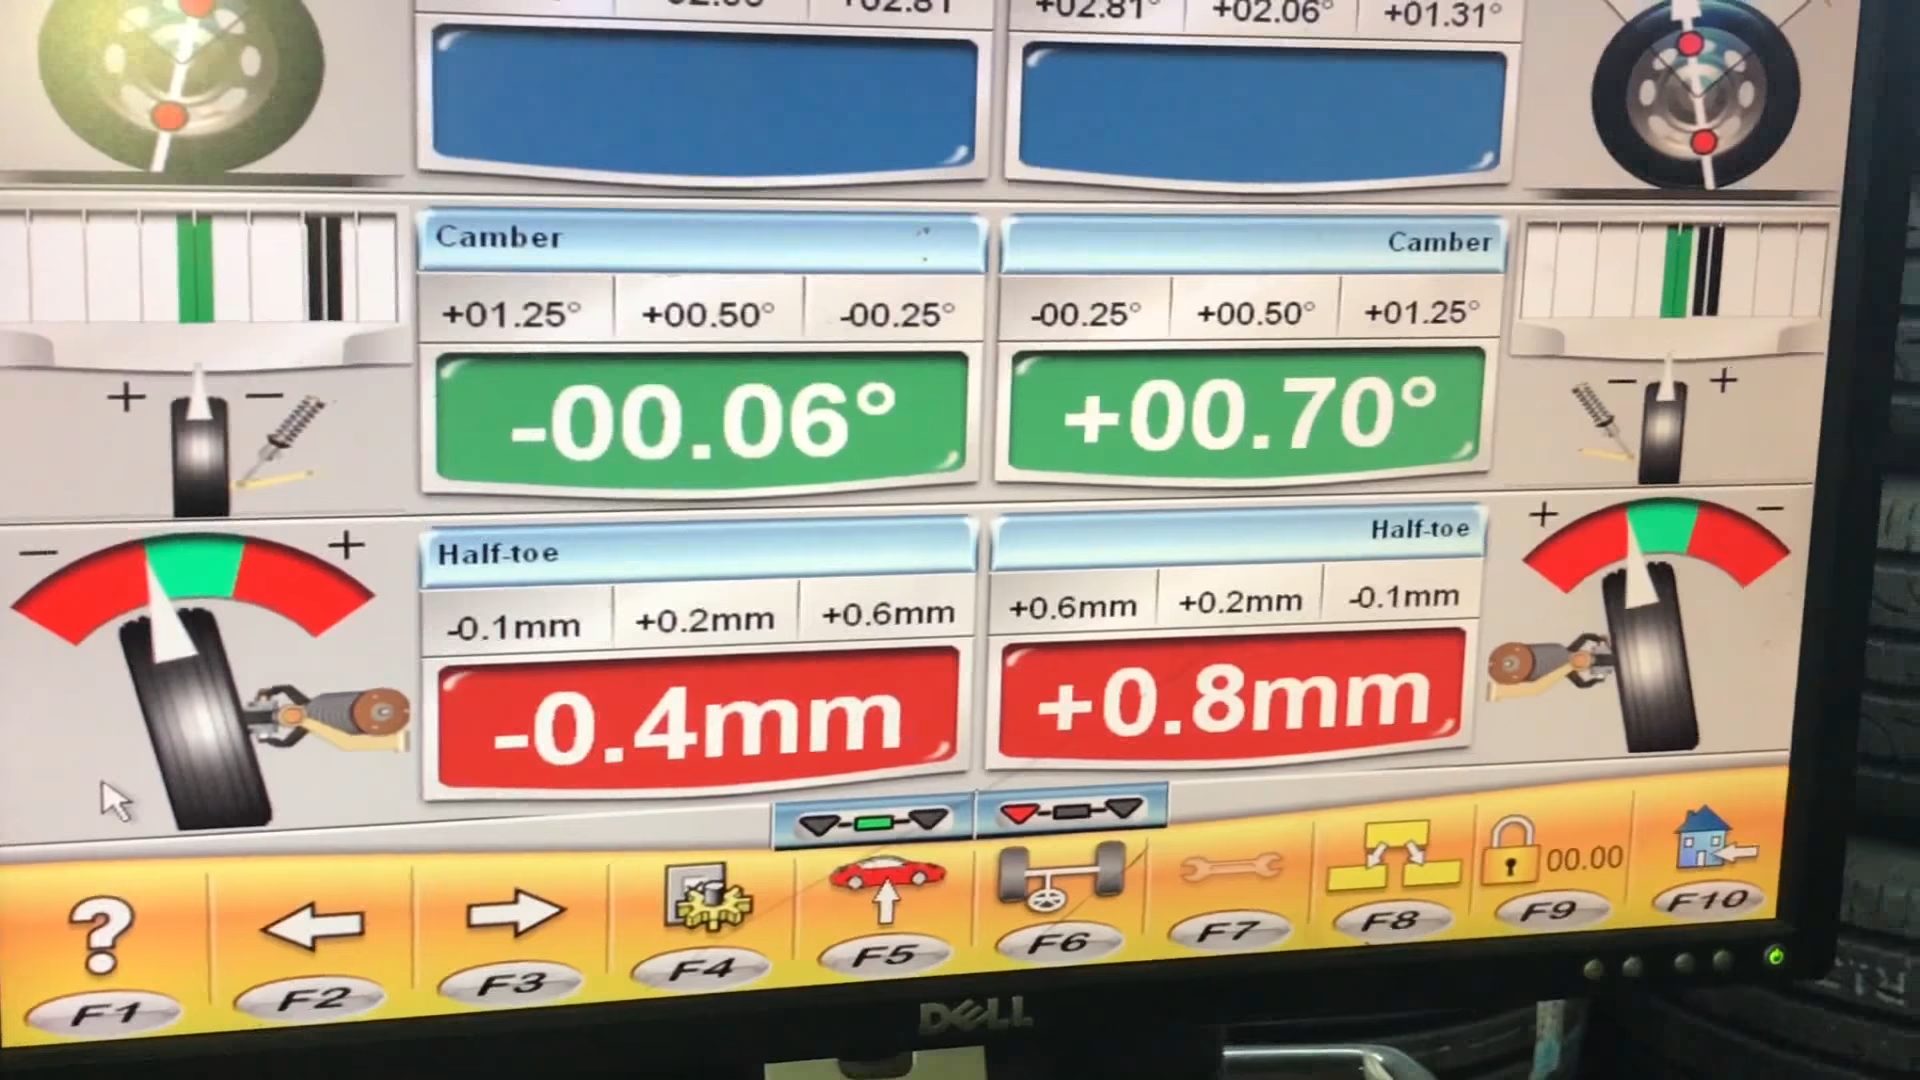 +02.81° +02.06° +01.31°
Camber Camber
+01.25° +00.50° -00.25° -00.25° +00.50° +01.25°
-00.06° +00.70°
+ − − +
Half-toe Half-toe
− + + −
-0.1mm +0.2mm +0.6mm +0.6mm +0.2mm -0.1mm
-0.4mm +0.8mm
00.00
?
F1 F2 F3 F4 F5 F6 F7 F8 F9 F10
DELL